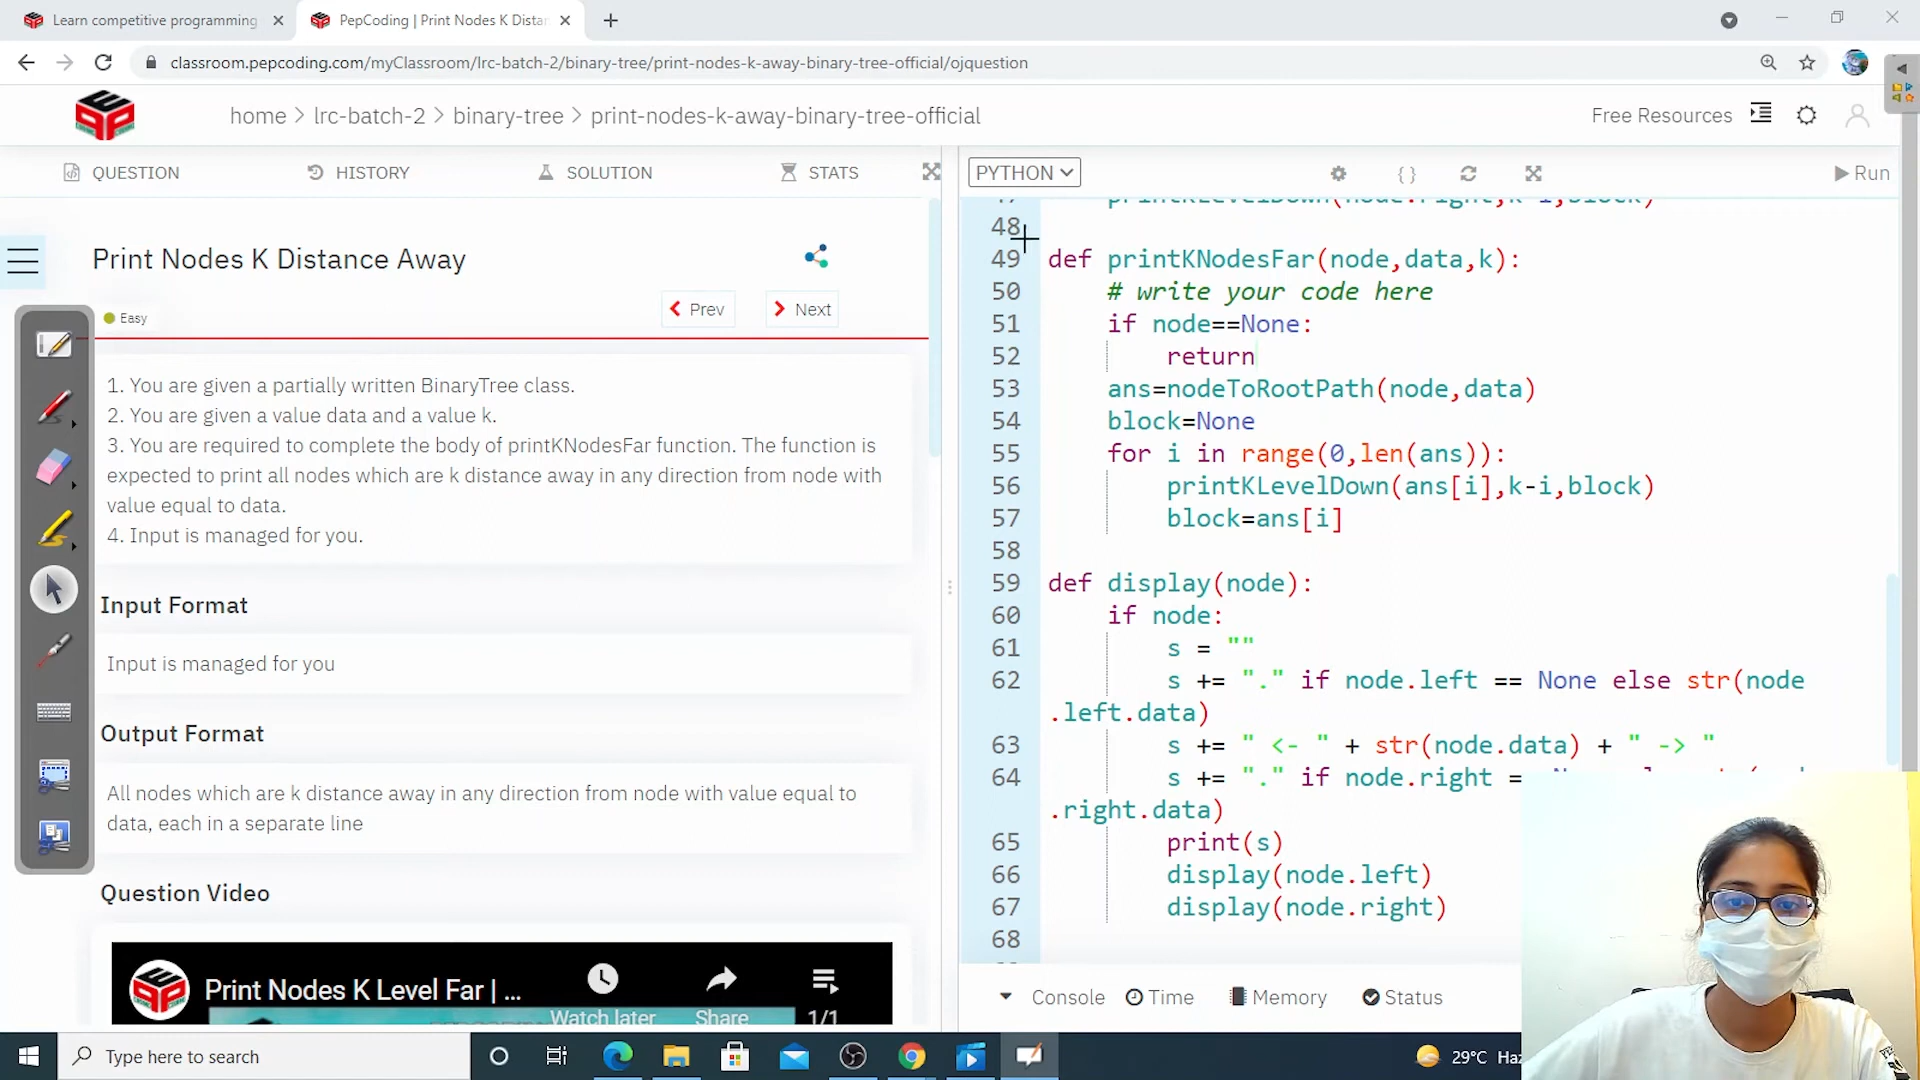 Learn competitive programming
PepCoding | Print Nodes K Distan
classroom.pepcoding.com/myClassroom/lrc-batch-2/binary-tree/print-nodes-k-away-binary-tree-official/ojquestion
home > lrc-batch-2 > binary-tree > print-nodes-k-away-binary-tree-official
Free Resources
QUESTION
HISTORY
SOLUTION
STATS
PYTHON
{ }
Run
Print Nodes K Distance Away
Prev
Next
Easy
1. You are given a partially written BinaryTree class.
2. You are given a value data and a value k.
3. You are required to complete the body of printKNodesFar function. The function is
expected to print all nodes which are k distance away in any direction from node with
value equal to data.
4. Input is managed for you.
Input Format
Input is managed for you
Output Format
All nodes which are k distance away in any direction from node with value equal to
data, each in a separate line
Question Video
Print Nodes K Level Far | ...
Watch later
Share
1/1
48
49 def printKNodesFar(node,data,k):
50 # write your code here
51 if node==None:
52 return
53 ans=nodeToRootPath(node,data)
54 block=None
55 for i in range(0,len(ans)):
56 printKLevelDown(ans[i],k-i,block)
57 block=ans[i]
58
59 def display(node):
60 if node:
61 s = ""
62 s += "." if node.left == None else str(node
.left.data)
63 s += " <- " + str(node.data) + " -> "
64 s += "." if node.right =
.right.data)
65 print(s)
66 display(node.left)
67 display(node.right)
68
Console
Time
Memory
Status
Type here to search
29°C Haz